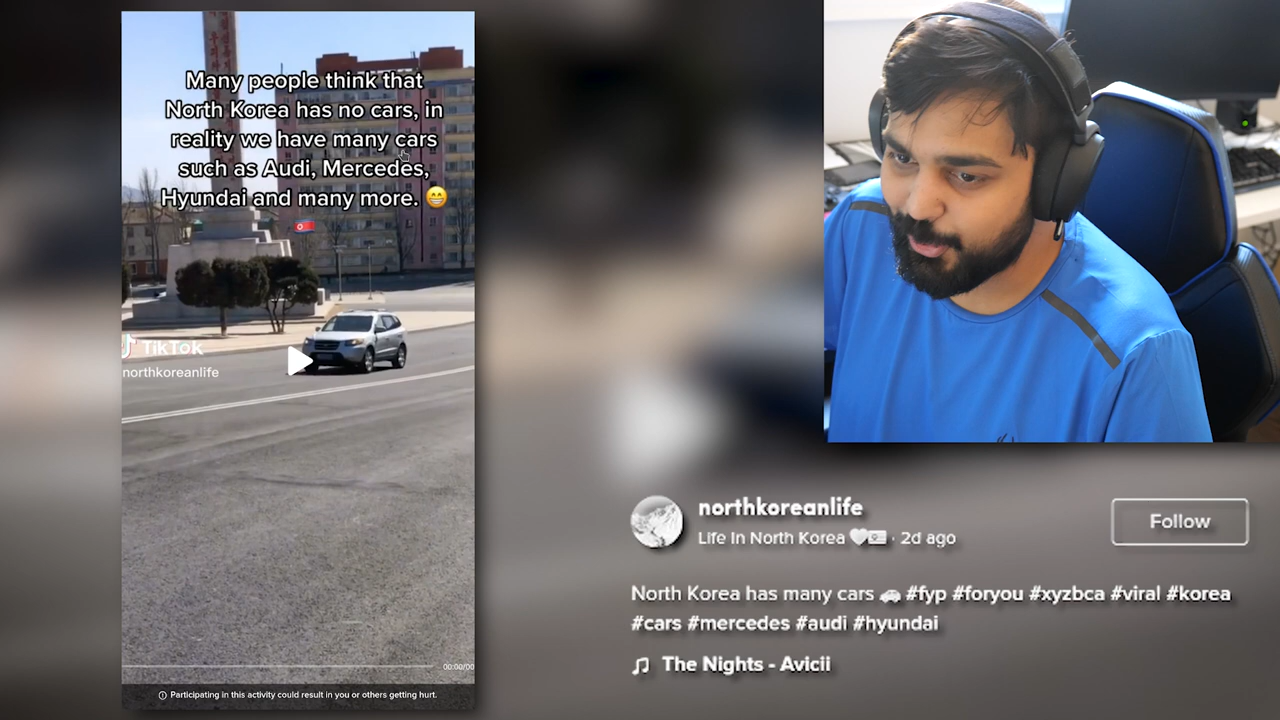 Many people think that
North Korea has no cars, in
reality we have many cars
such as Audi, Mercedes,
Hyundai and many more. 😁
🇰🇵
TikTok
northkoreanlife
00:00/00
Participating in this activity could result in you or others getting hurt.
northkoreanlife
Life In North Korea 🤍🇰🇵 · 2d ago
Follow
North Korea has many cars 🚗 #fyp #foryou #xyzbca #viral #korea
#cars #mercedes #audi #hyundai
The Nights - Avicii